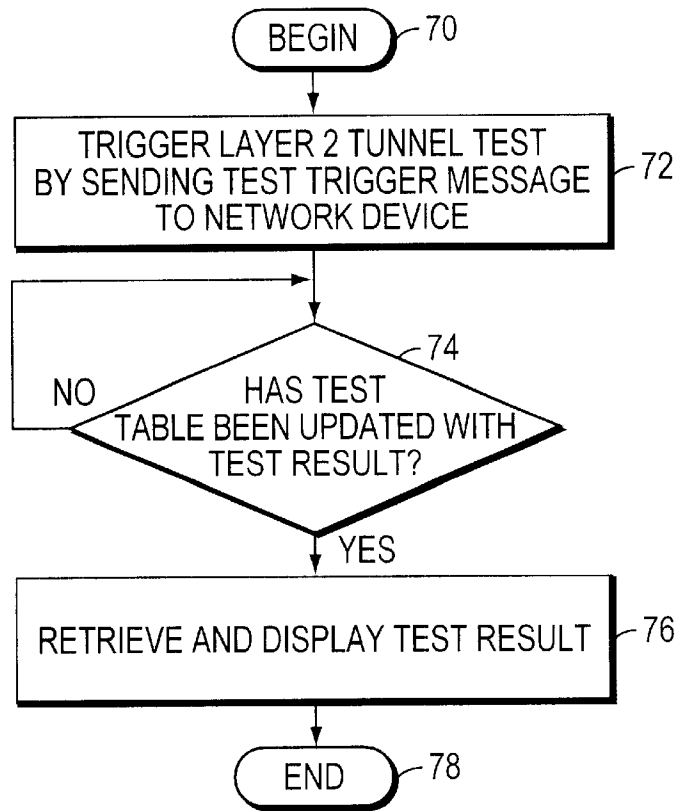 BEGIN
70
TRIGGER LAYER 2 TUNNEL TEST
BY SENDING TEST TRIGGER MESSAGE
TO NETWORK DEVICE
72
74
NO
HAS TEST
TABLE BEEN UPDATED WITH
TEST RESULT?
YES
RETRIEVE AND DISPLAY TEST RESULT
76
END
78